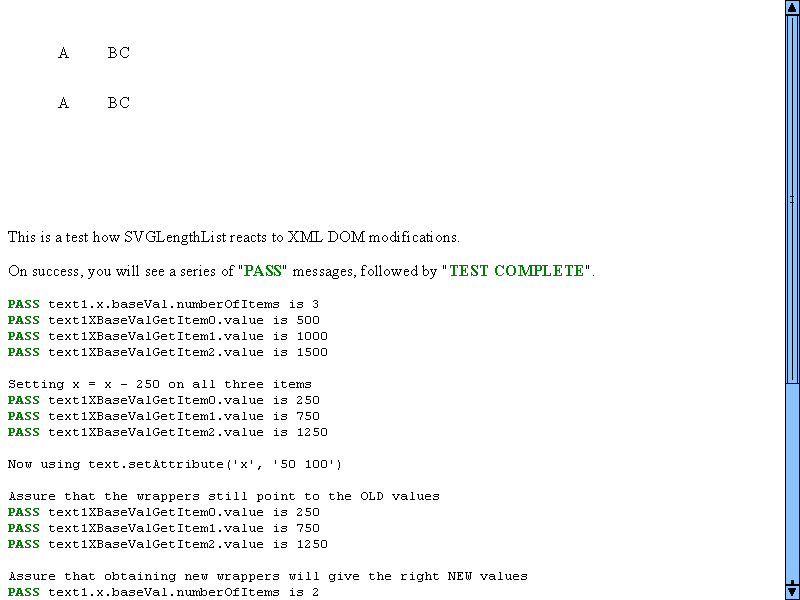 A BC
A BC
This is a test how SVGLengthList reacts to XML DOM modifications.
On success, you will see a series of "PASS" messages, followed by "TEST COMPLETE".
PASS text1.x.baseVal.numberOfItems is 3
PASS text1XBaseValGetItem0.value is 500
PASS text1XBaseValGetItem1.value is 1000
PASS text1XBaseValGetItem2.value is 1500
Setting x = x - 250 on all three items
PASS text1XBaseValGetItem0.value is 250
PASS text1XBaseValGetItem1.value is 750
PASS text1XBaseValGetItem2.value is 1250
Now using text.setAttribute('x', '50 100')
Assure that the wrappers still point to the OLD values
PASS text1XBaseValGetItem0.value is 250
PASS text1XBaseValGetItem1.value is 750
PASS text1XBaseValGetItem2.value is 1250
Assure that obtaining new wrappers will give the right NEW values
PASS text1.x.baseVal.numberOfItems is 2